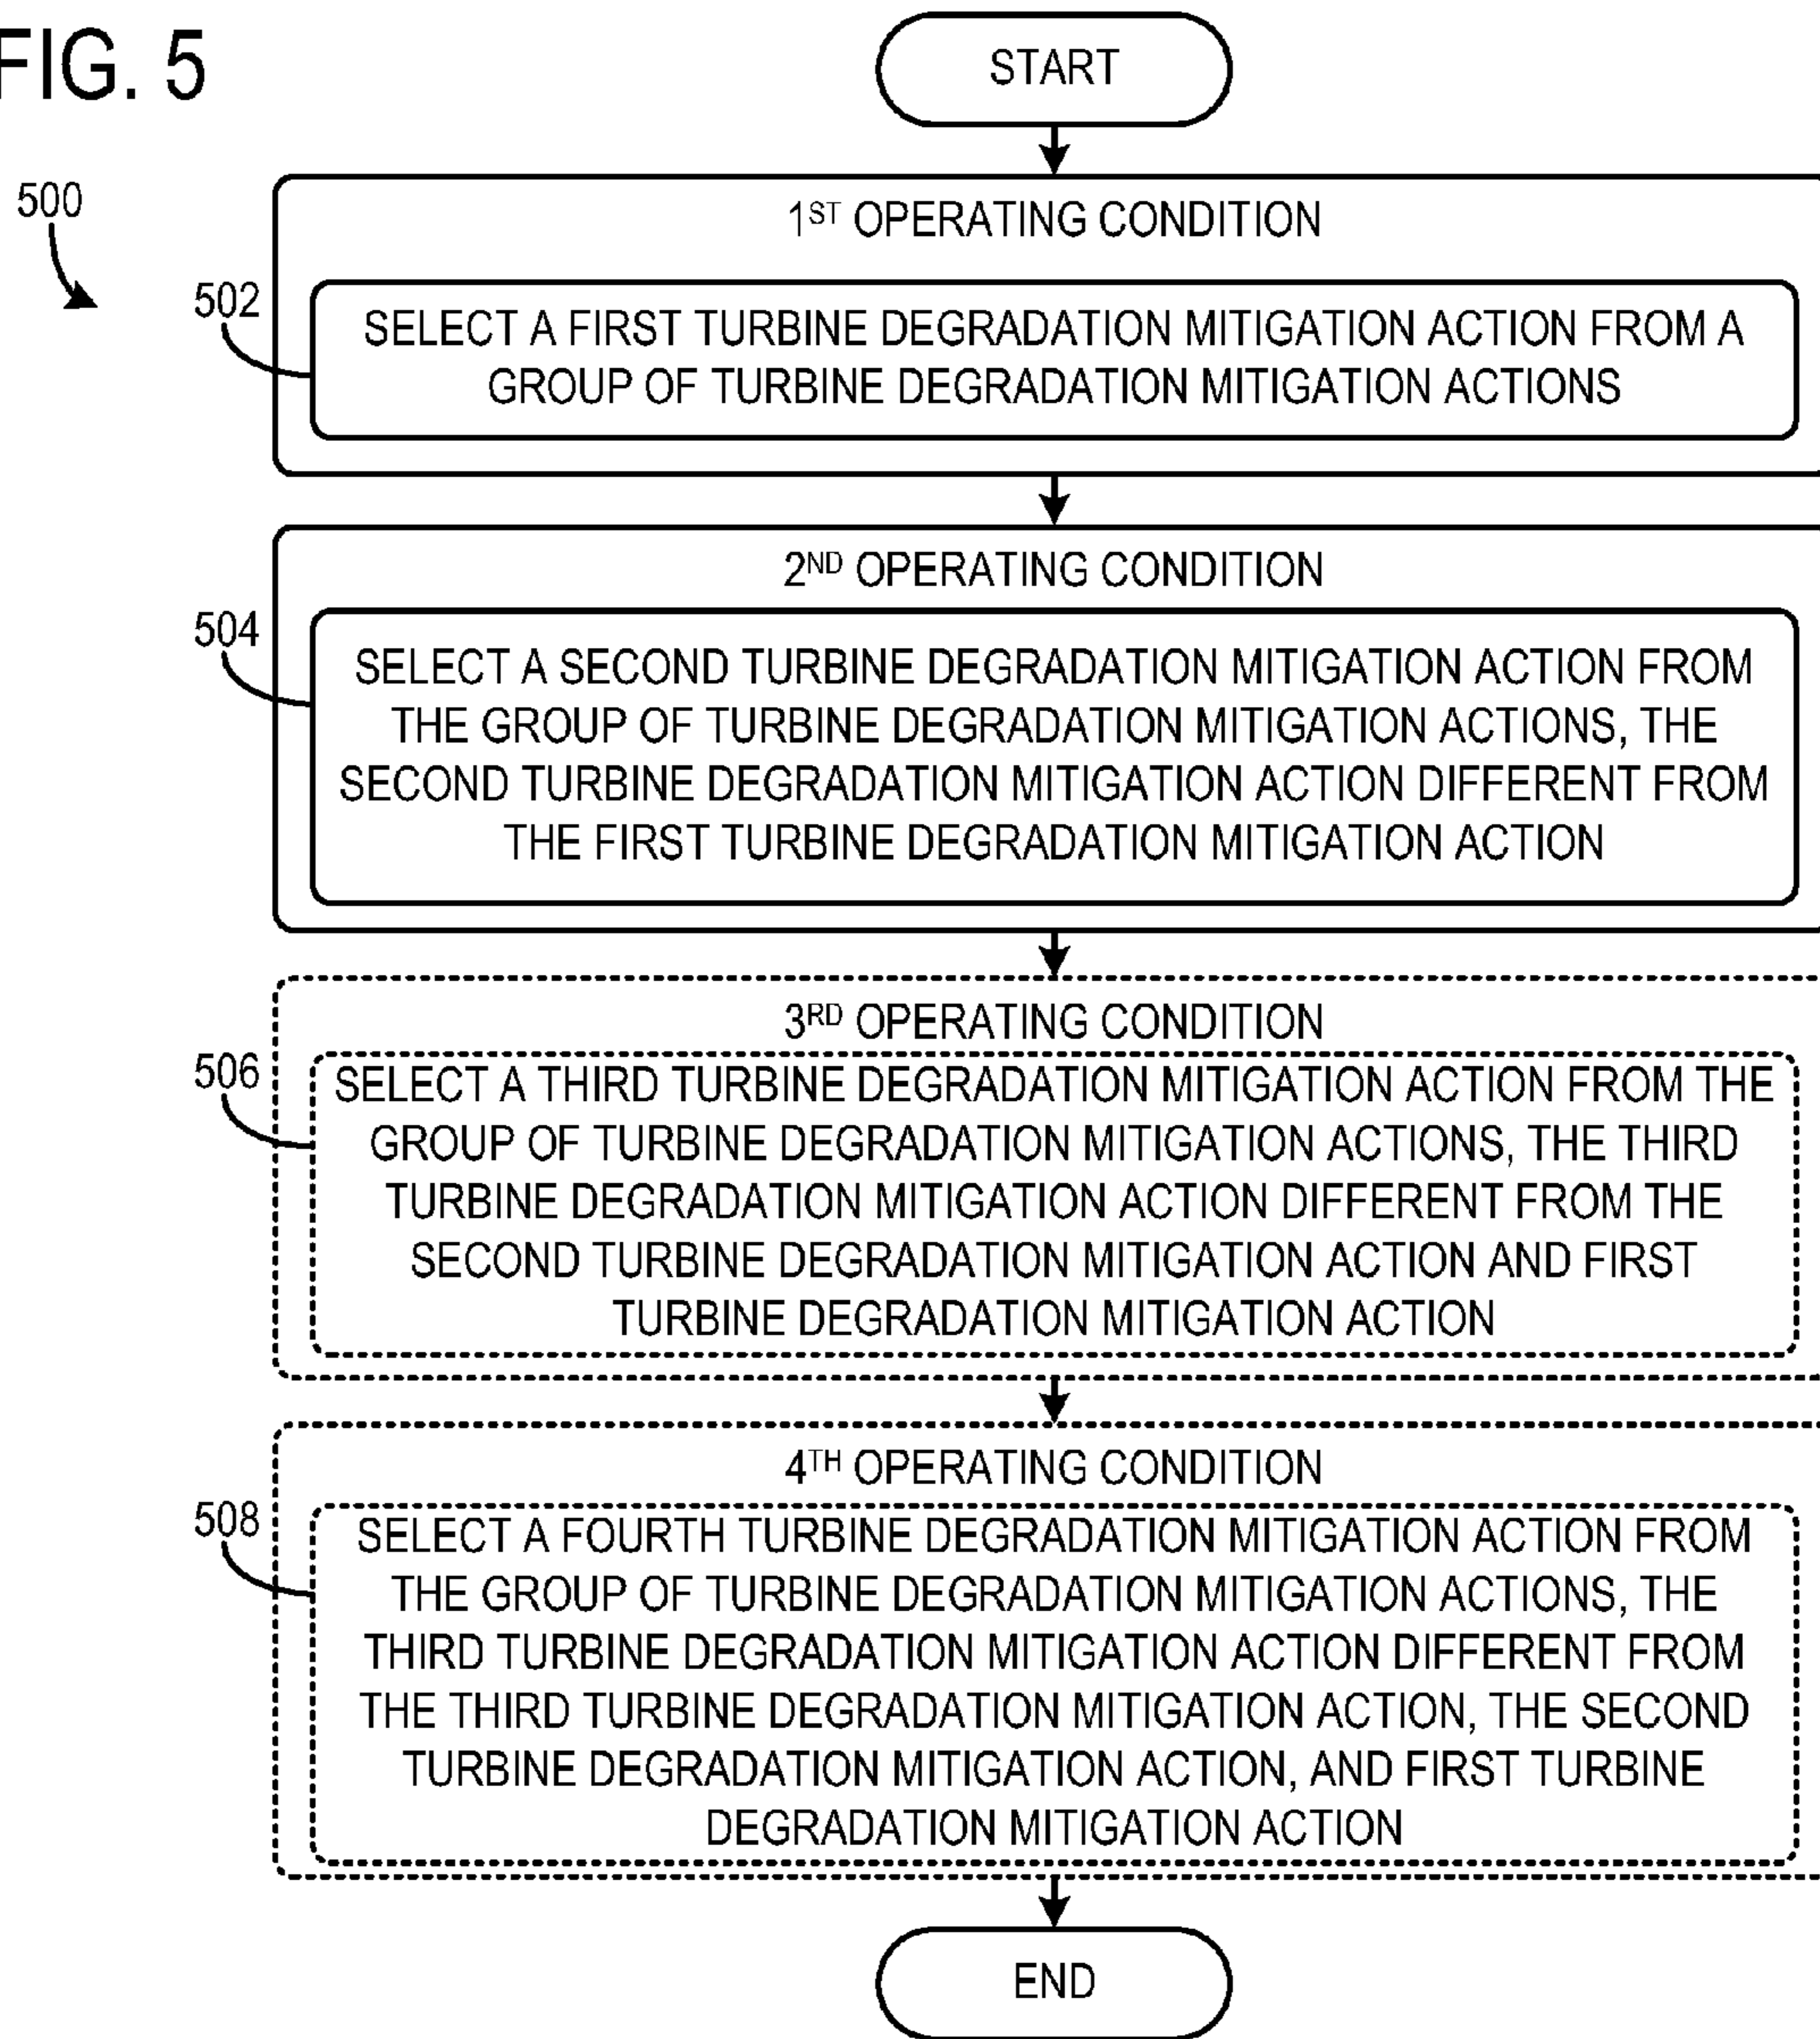 FIG. 5
START
500
1ST OPERATING CONDITION
502
SELECT A FIRST TURBINE DEGRADATION MITIGATION ACTION FROM A
GROUP OF TURBINE DEGRADATION MITIGATION ACTIONS
2ND OPERATING CONDITION
504
SELECT A SECOND TURBINE DEGRADATION MITIGATION ACTION FROM
THE GROUP OF TURBINE DEGRADATION MITIGATION ACTIONS, THE
SECOND TURBINE DEGRADATION MITIGATION ACTION DIFFERENT FROM
THE FIRST TURBINE DEGRADATION MITIGATION ACTION
3RD OPERATING CONDITION
506
SELECT A THIRD TURBINE DEGRADATION MITIGATION ACTION FROM THE
GROUP OF TURBINE DEGRADATION MITIGATION ACTIONS, THE THIRD
TURBINE DEGRADATION MITIGATION ACTION DIFFERENT FROM THE
SECOND TURBINE DEGRADATION MITIGATION ACTION AND FIRST
TURBINE DEGRADATION MITIGATION ACTION
4TH OPERATING CONDITION
508
SELECT A FOURTH TURBINE DEGRADATION MITIGATION ACTION FROM
THE GROUP OF TURBINE DEGRADATION MITIGATION ACTIONS, THE
THIRD TURBINE DEGRADATION MITIGATION ACTION DIFFERENT FROM
THE THIRD TURBINE DEGRADATION MITIGATION ACTION, THE SECOND
TURBINE DEGRADATION MITIGATION ACTION, AND FIRST TURBINE
DEGRADATION MITIGATION ACTION
END